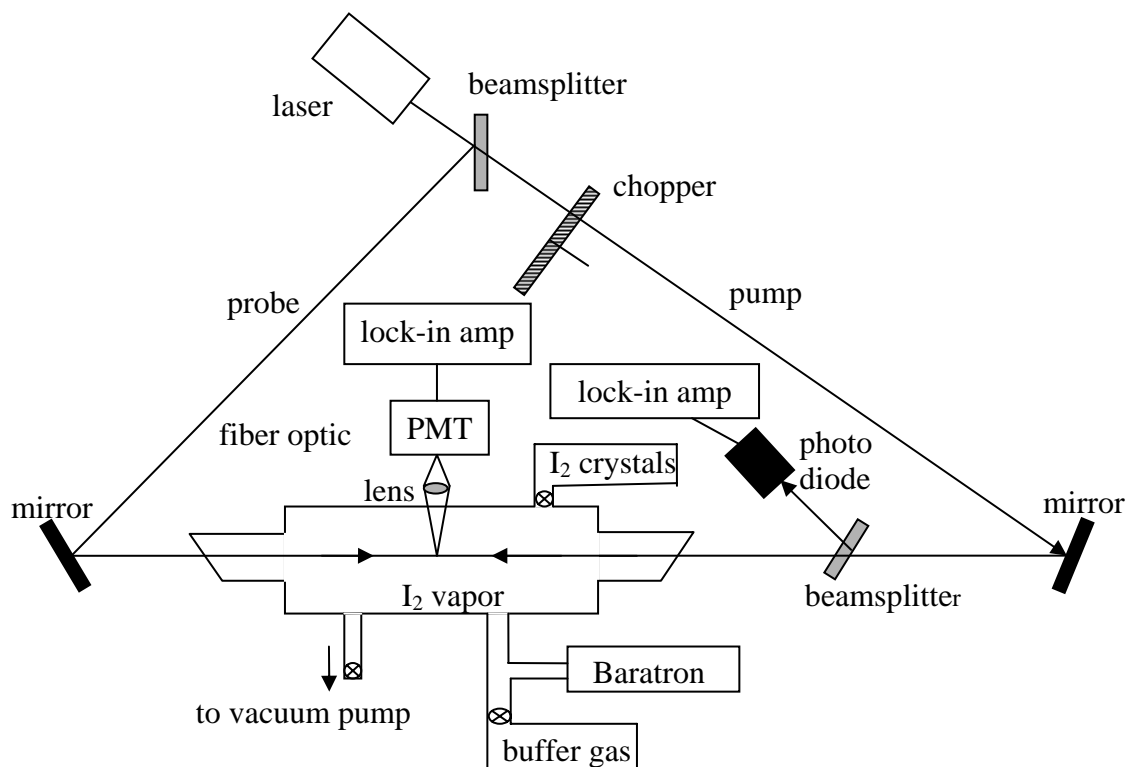 beamsplitter
laser
chopper
probe
pump
lock-in amp
lock-in amp
fiber optic
PMT
photo
diode
I₂ crystals
lens
mirror
mirror
I₂ vapor
beamsplitter
Baratron
to vacuum pump
buffer gas